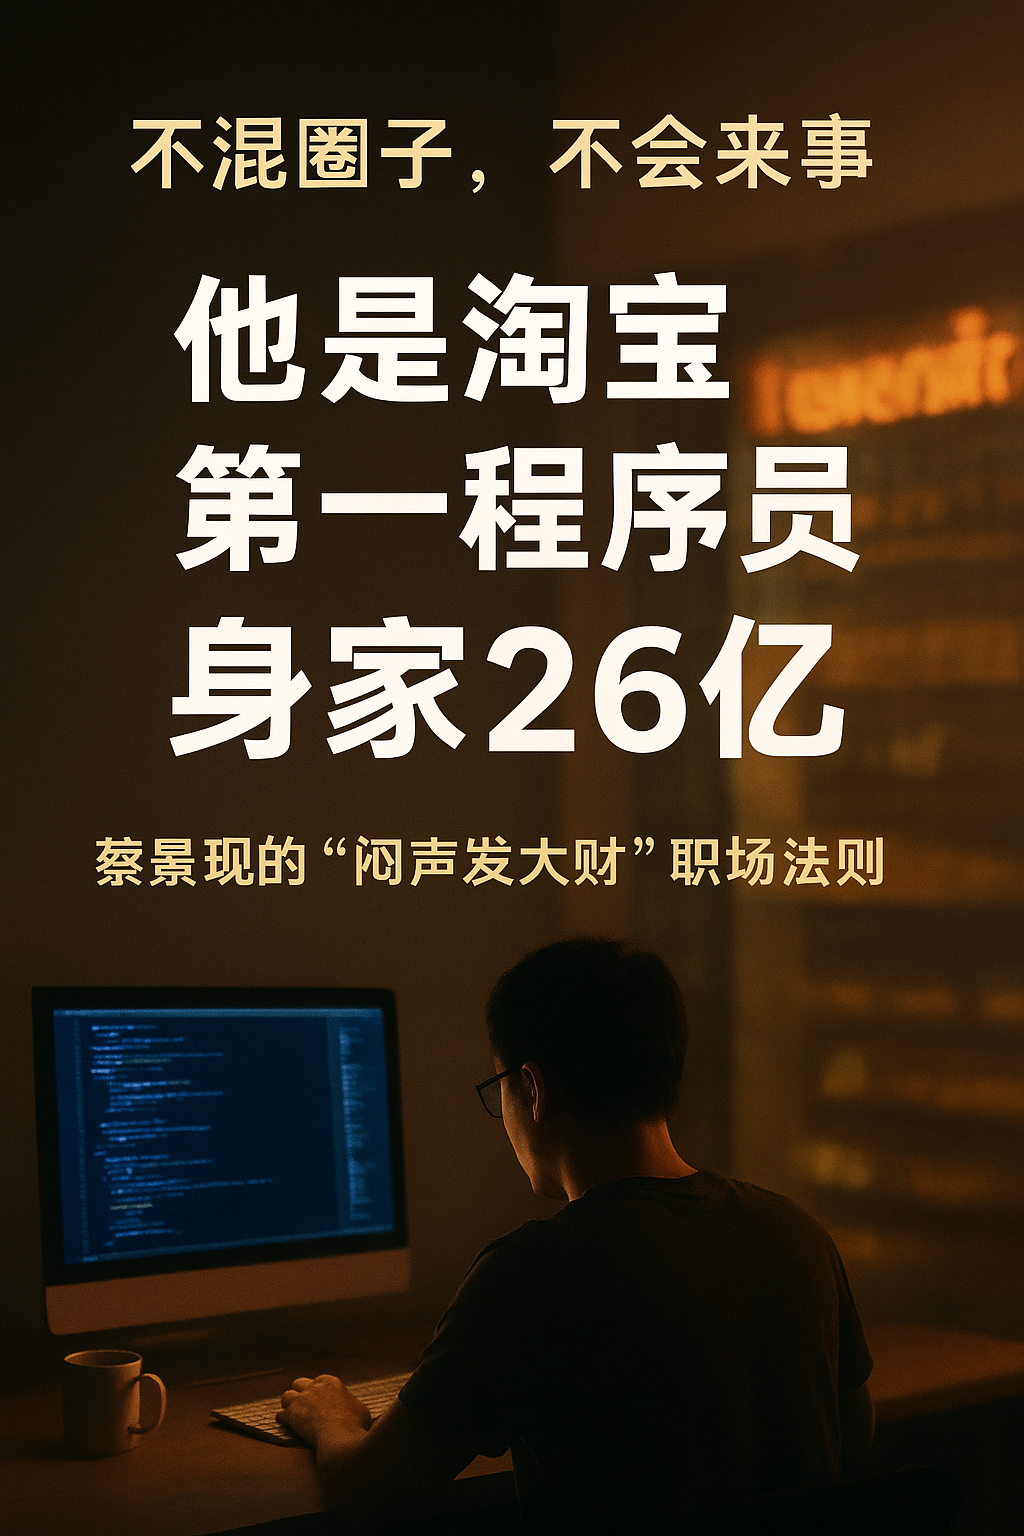 不混圈子，不会来事
他是淘宝
第一程序员
身家26亿
蔡景现的“闷声发大财”职场法则